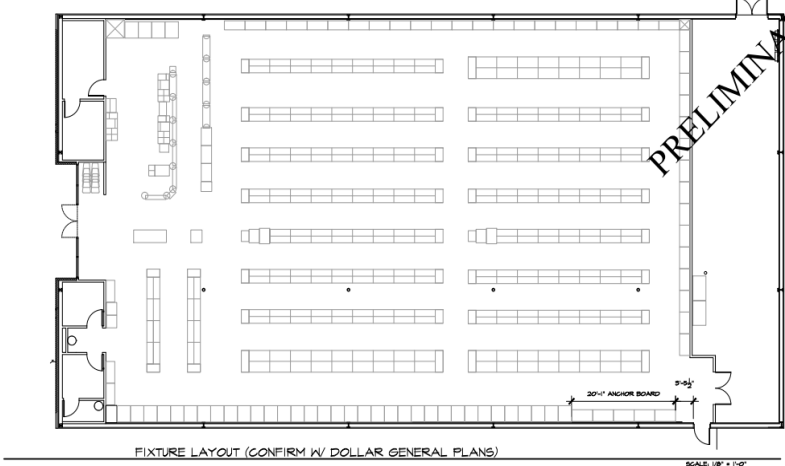 PRELIMINA
20'-1" ANCHOR BOARD
5'-5½"
FIXTURE LAYOUT (CONFIRM W/ DOLLAR GENERAL PLANS)
SCALE: 1/8" = 1'-0"